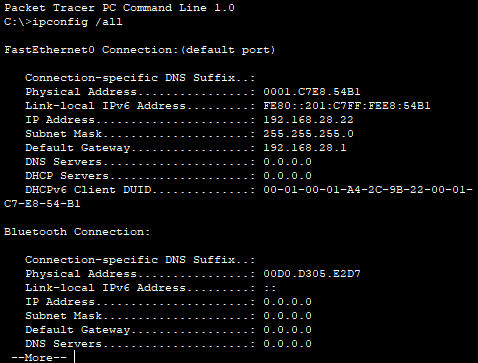 Packet Tracer PC Command Line 1.0
C:\>ipconfig /all
FastEthernet0 Connection:(default port)
Connection-specific DNS Suffix..:
Physical Address................: 0001.C7E8.54B1
Link-local IPv6 Address.........: FE80::201:C7FF:FEE8:54B1
IP Address......................: 192.168.28.22
Subnet Mask.....................: 255.255.255.0
Default Gateway.................: 192.168.28.1
DNS Servers.....................: 0.0.0.0
DHCP Servers....................: 0.0.0.0
DHCPv6 Client DUID..............: 00-01-00-01-A4-2C-9B-22-00-01-
C7-E8-54-B1
Bluetooth Connection:
Connection-specific DNS Suffix..:
Physical Address................: 00D0.D305.E2D7
Link-local IPv6 Address.........: ::
IP Address......................: 0.0.0.0
Subnet Mask.....................: 0.0.0.0
Default Gateway.................: 0.0.0.0
DNS Servers.....................: 0.0.0.0
--More--